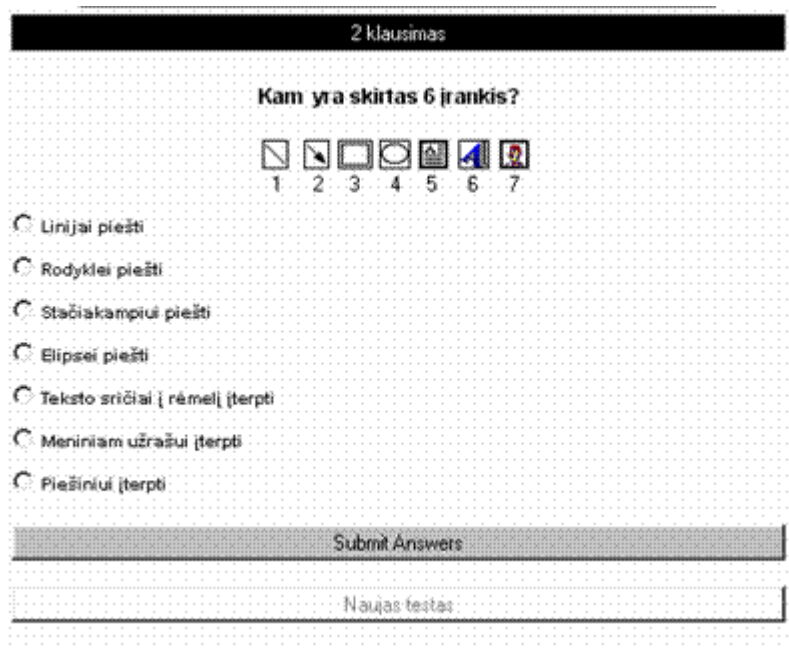 2 klausimas
Kam yra skirtas 6 įrankis?
1 2 3 4 5 6 7
Linijai piešti
Rodyklei piešti
Stačiakampiui piešti
Elipsei piešti
Teksto sričiai į rėmelį įterpti
Meniniam užrašui įterpti
Piešiniui įterpti
Submit Answers
Naujas testas